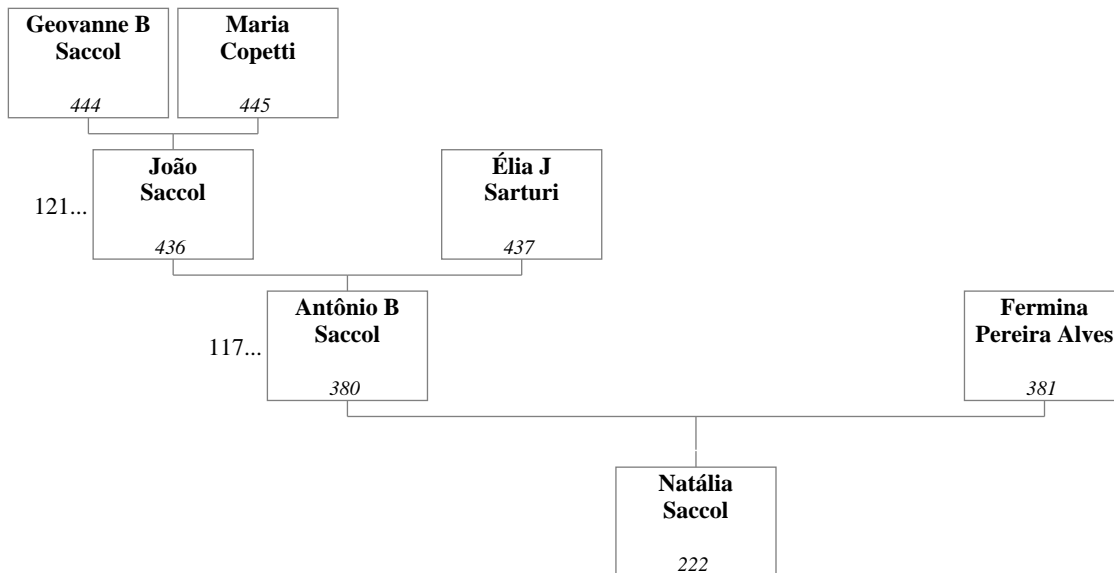 Geovanne B
Saccol
444
Maria
Copetti
445
121...
João
Saccol
436
Élia J
Sarturi
437
117...
Antônio B
Saccol
380
Fermina
Pereira Alves
381
Natália
Saccol
222